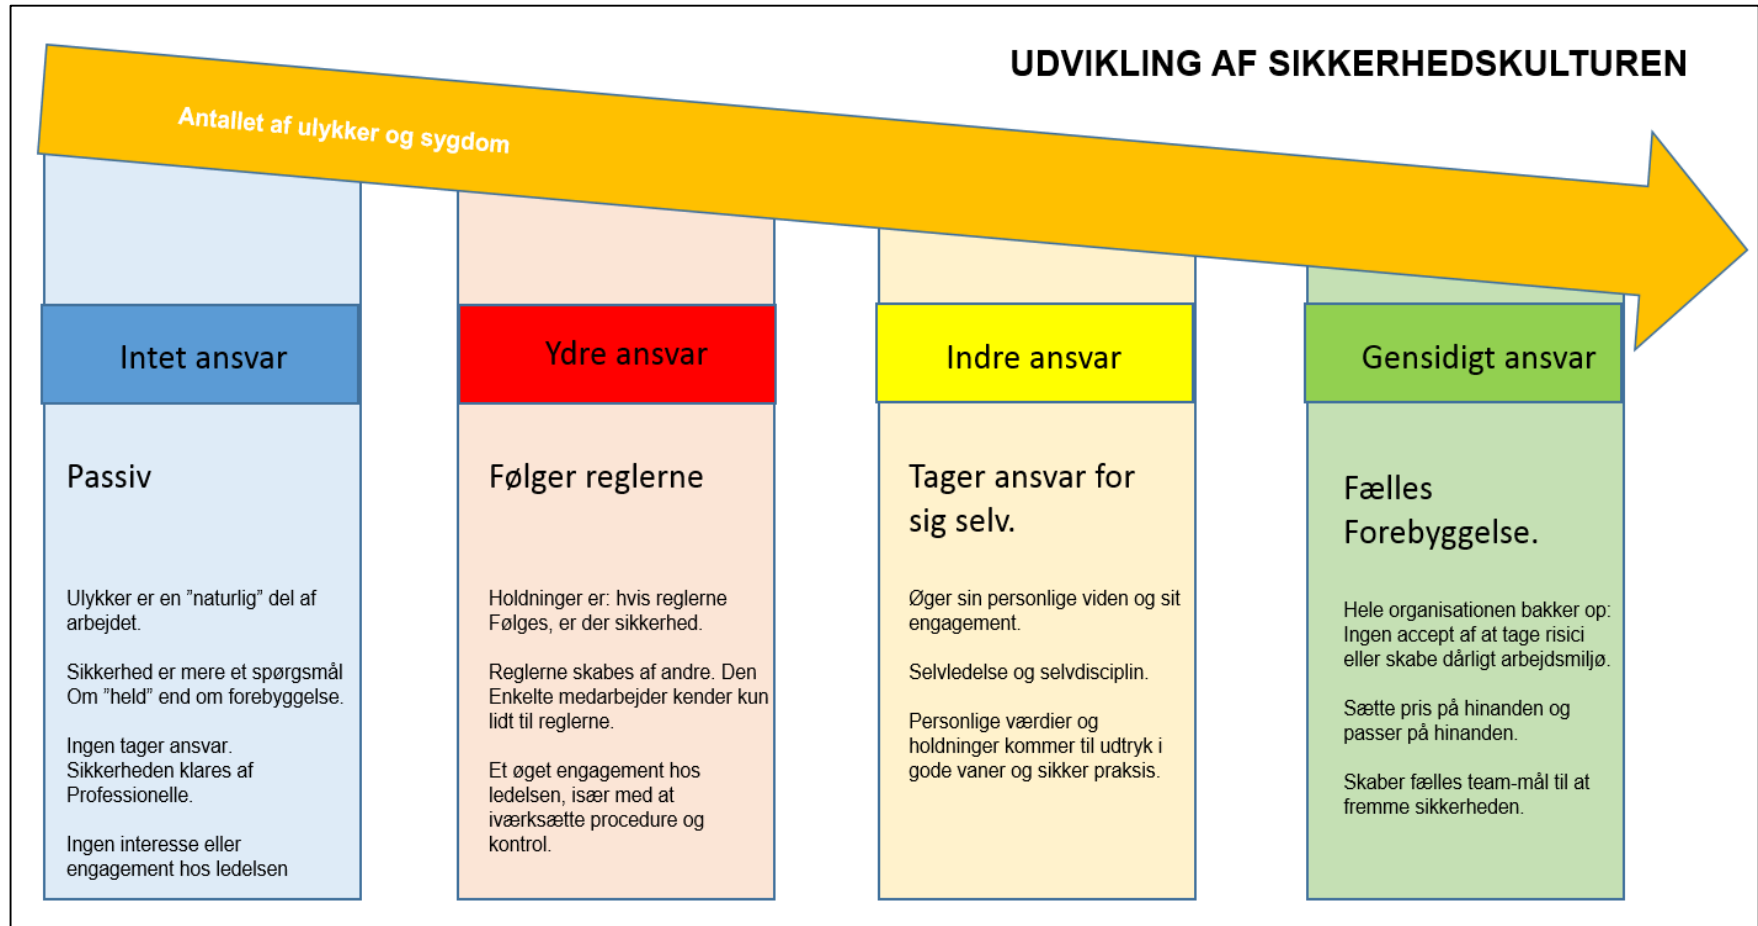 UDVIKLING AF SIKKERHEDSKULTUREN
Antallet af ulykker og sygdom
Intet ansvar
Passiv
Ulykker er en ”naturlig” del af
arbejdet.
Sikkerhed er mere et spørgsmål
Om ”held” end om forebyggelse.
Ingen tager ansvar.
Sikkerheden klares af
Professionelle.
Ingen interesse eller
engagement hos ledelsen
Ydre ansvar
Følger reglerne
Holdninger er: hvis reglerne
Følges, er der sikkerhed.
Reglerne skabes af andre. Den
Enkelte medarbejder kender kun
lidt til reglerne.
Et øget engagement hos
ledelsen, især med at
iværksætte procedure og
kontrol.
Indre ansvar
Tager ansvar for
sig selv.
Øger sin personlige viden og sit
engagement.
Selvledelse og selvdisciplin.
Personlige værdier og
holdninger kommer til udtryk i
gode vaner og sikker praksis.
Gensidigt ansvar
Fælles
Forebyggelse.
Hele organisationen bakker op:
Ingen accept af at tage risici
eller skabe dårligt arbejdsmiljø.
Sætte pris på hinanden og
passer på hinanden.
Skaber fælles team-mål til at
fremme sikkerheden.